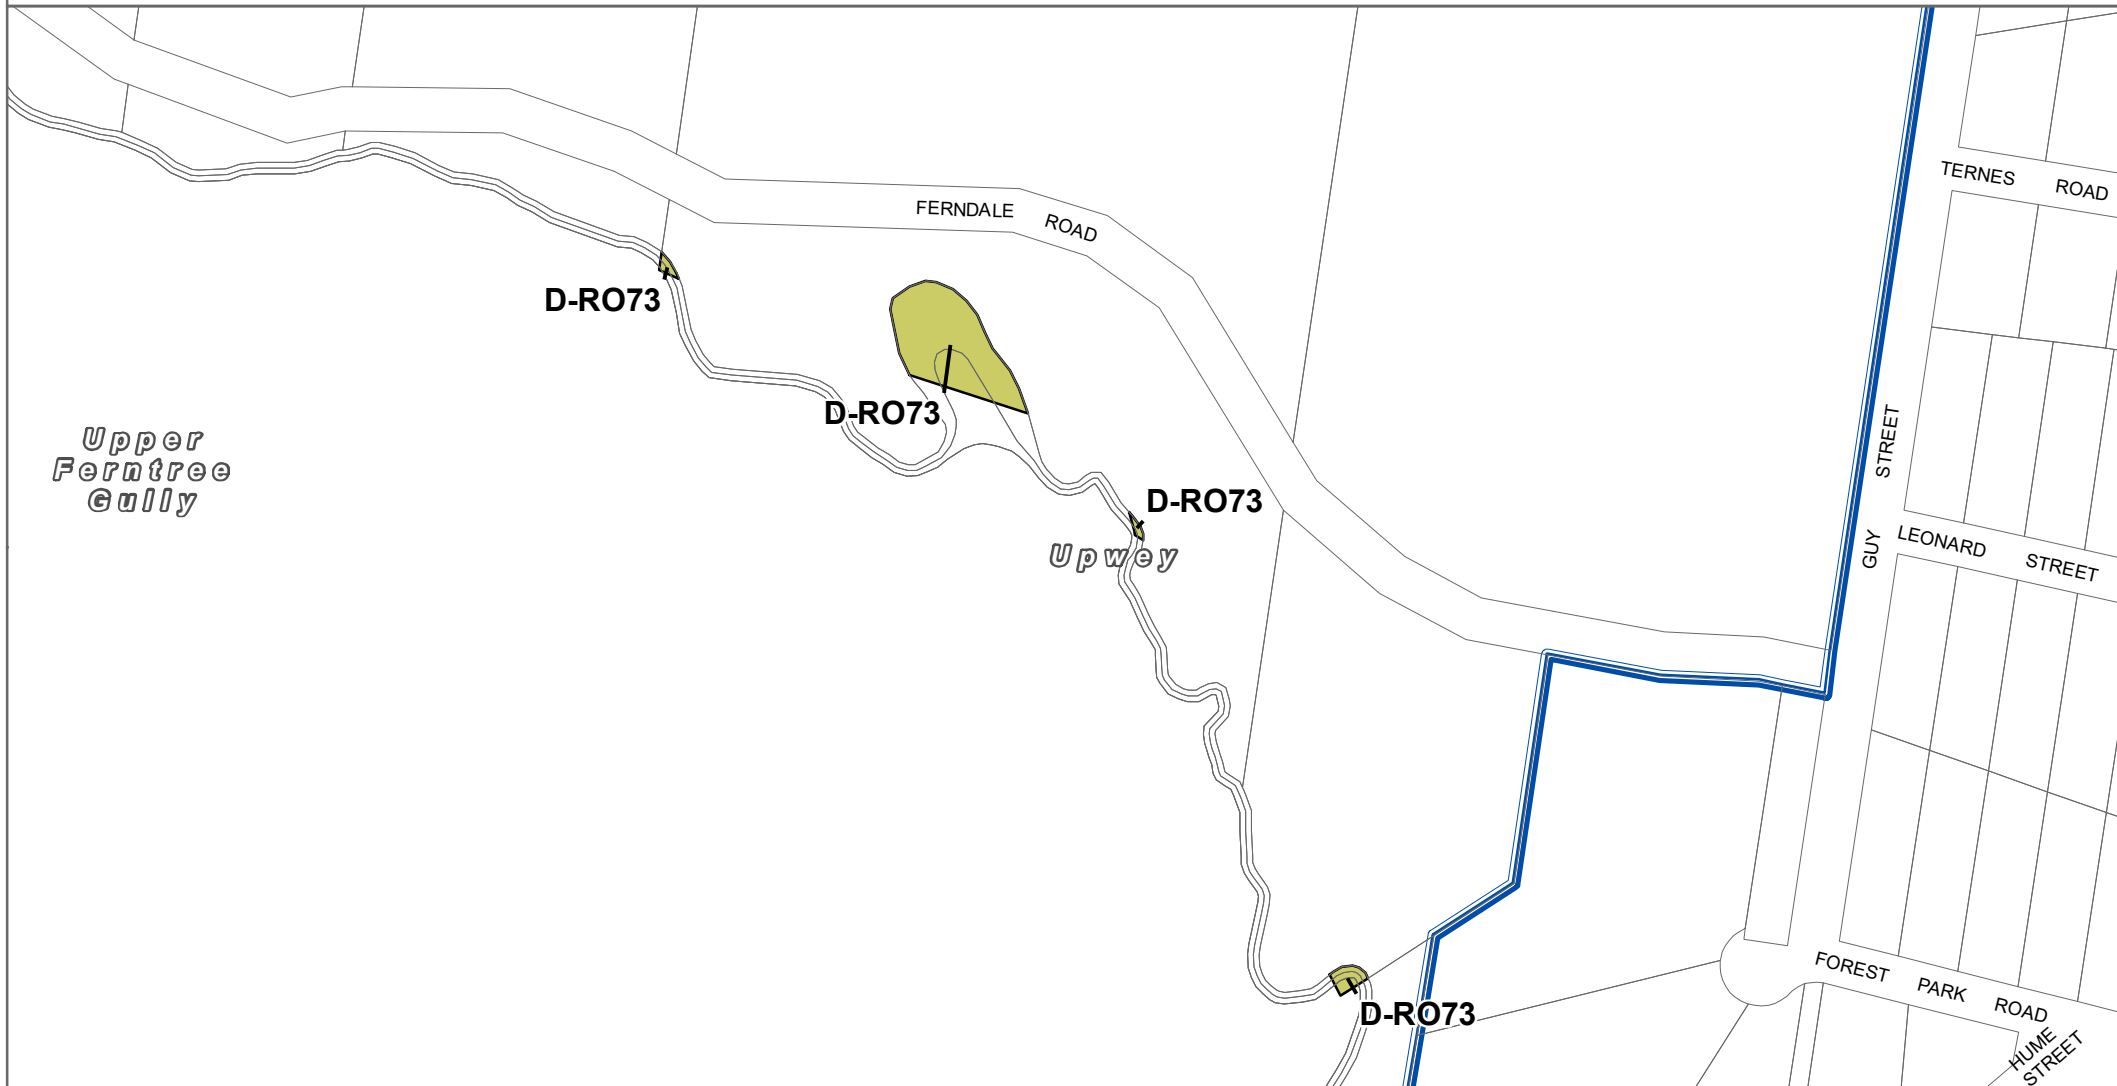 TERNES ROAD
FERNDALE ROAD
D-RO73
D-RO73
Upper
Ferntree
Gully
D-RO73
Upwey
GUY STREET
LEONARD STREET
FOREST PARK ROAD
D-RO73
HUME
STREET